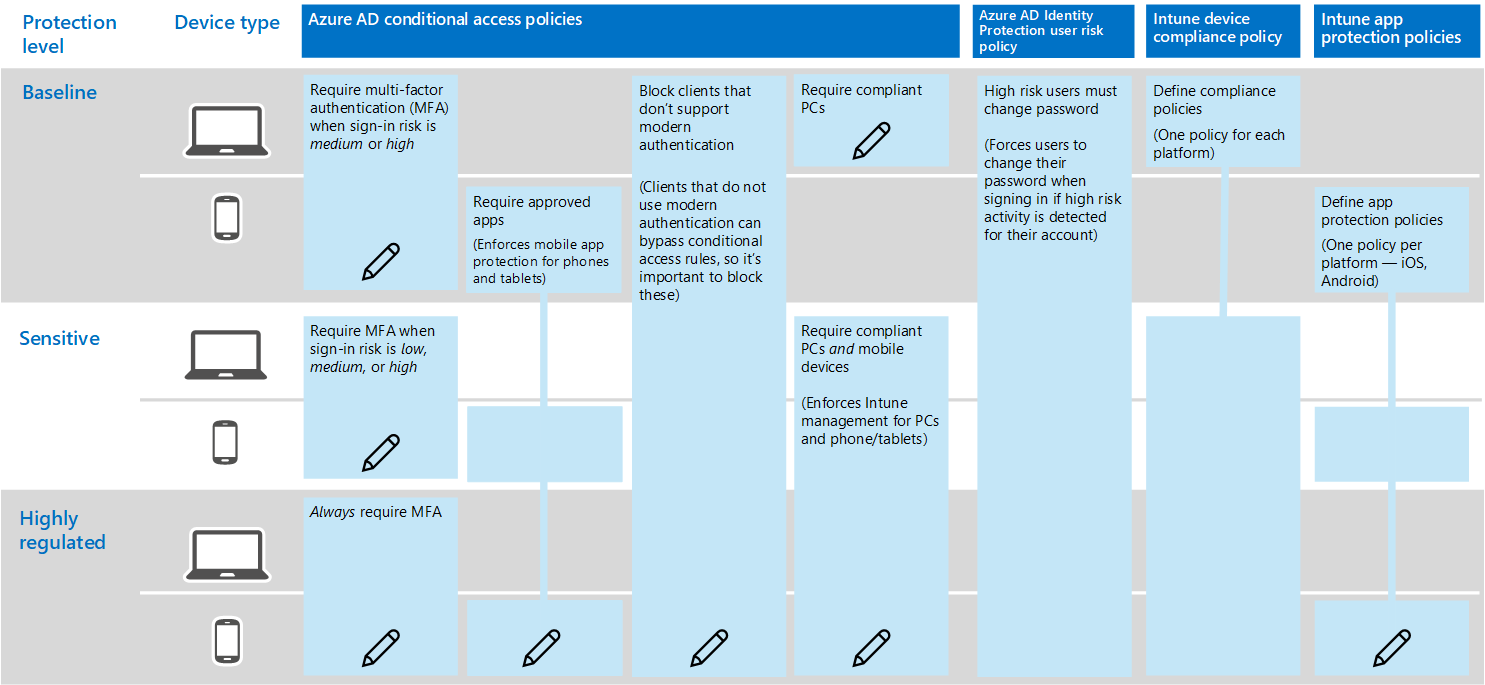 Protection
level
Device type
Azure AD conditional access policies
Azure AD Identity
Protection user risk
policy
Intune device
compliance policy
Intune app
protection policies
Baseline
Require multi-factor
authentication (MFA)
when sign-in risk is
medium or high
Require approved
apps
(Enforces mobile app
protection for phones
and tablets)
Block clients that
don't support
modern
authentication
(Clients that do not
use modern
authentication can
bypass conditional
access rules, so it's
important to block
these)
Require compliant
PCs
High risk users must
change password
(Forces users to
change their
password when
signing in if high risk
activity is detected
for their account)
Define compliance
policies
(One policy for each
platform)
Define app
protection policies
(One policy per
platform — iOS,
Android)
Sensitive
Require MFA when
sign-in risk is low,
medium, or high
Require compliant
PCs and mobile
devices
(Enforces Intune
management for PCs
and phone/tablets)
Highly
regulated
Always require MFA